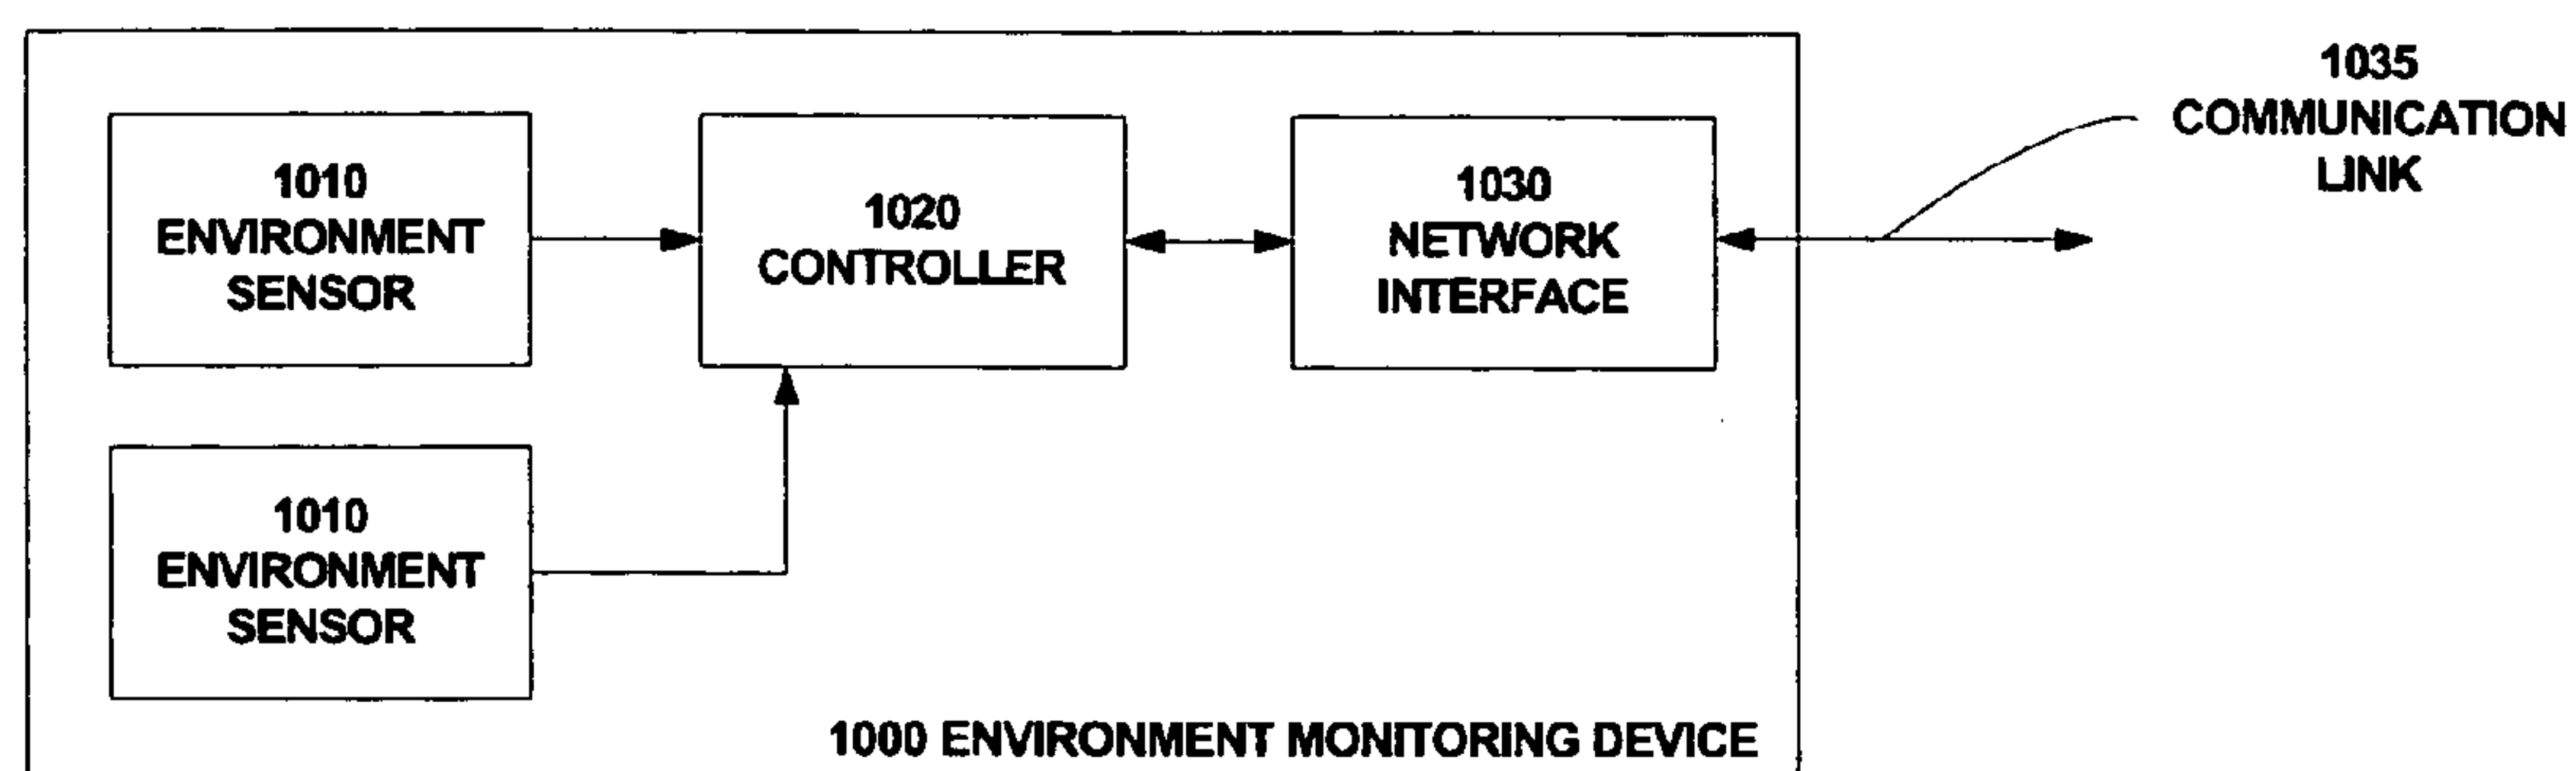 1035
COMMUNICATION
LINK
1010
ENVIRONMENT
SENSOR
1020
CONTROLLER
1030
NETWORK
INTERFACE
1010
ENVIRONMENT
SENSOR
1000 ENVIRONMENT MONITORING DEVICE